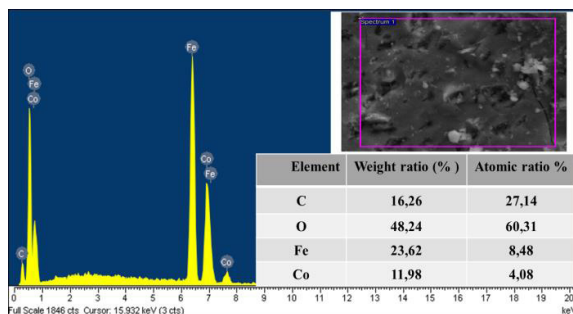 Spectrum 1
Fe
O
Fe
Co
Co
Fe
C
Co
Element Weight ratio (% ) Atomic ratio %
C 16,26 27,14
O 48,24 60,31
Fe 23,62 8,48
Co 11,98 4,08
0 1 2 3 4 5 6 7 8 9 10 11 12 13 14 15 16 17 18 19 20
Full Scale 1846 cts Cursor: 15.932 keV (3 cts) keV